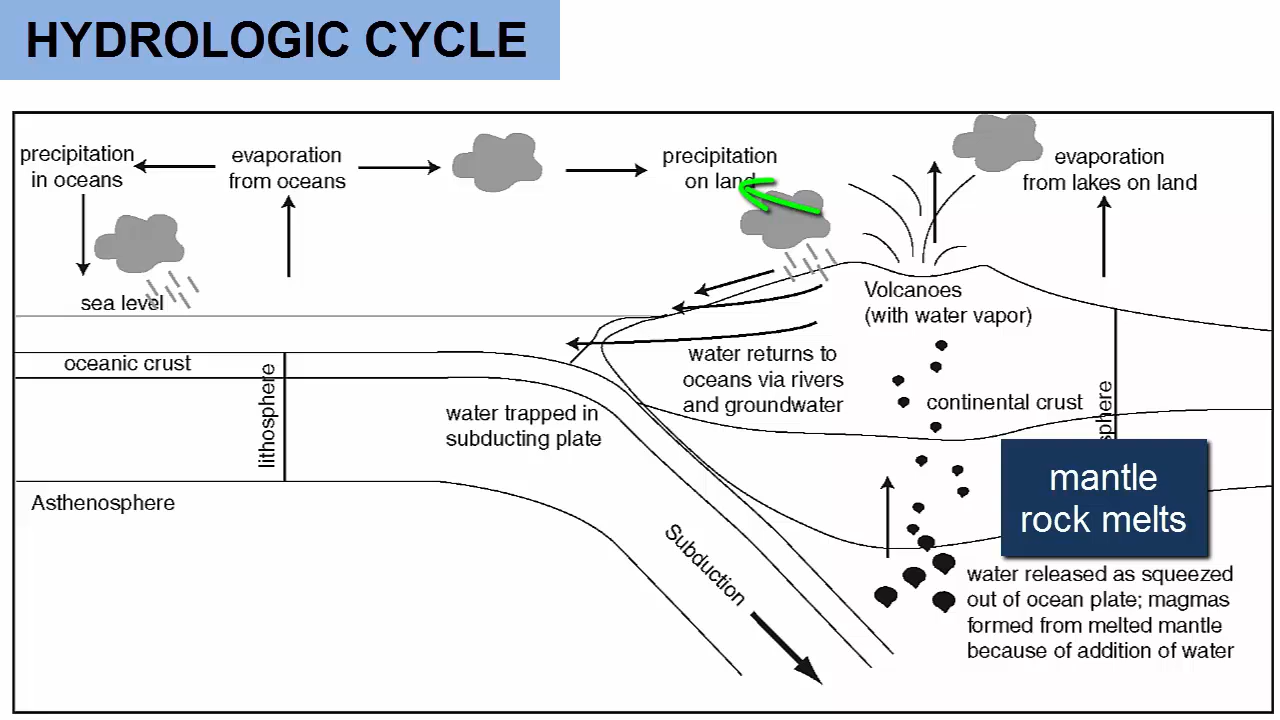 HYDROLOGIC CYCLE
precipitation
in oceans
evaporation
from oceans
precipitation
on land
evaporation
from lakes on land
sea level
Volcanoes
(with water vapor)
oceanic crust
lithosphere
water returns to
oceans via rivers
and groundwater
continental crust
sphere
water trapped in
subducting plate
mantle
rock melts
Asthenosphere
Subduction
water released as squeezed
out of ocean plate; magmas
formed from melted mantle
because of addition of water